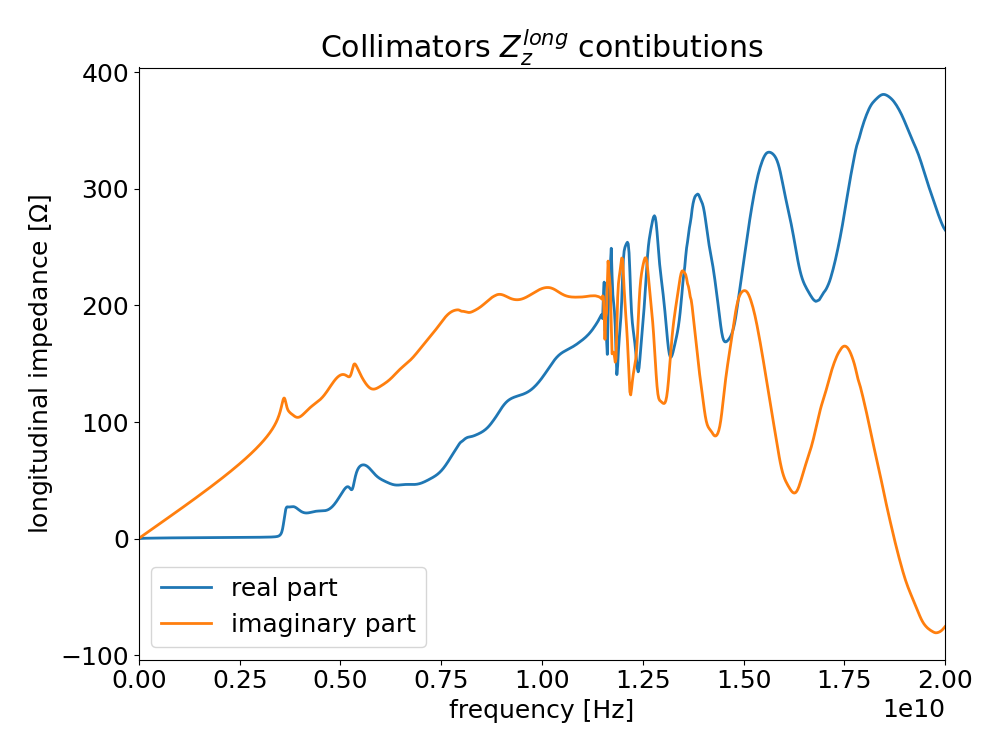 Collimators $Z_z^{long}$ contibutions
longitudinal impedance [Ω]
400
300
200
100
0
−100
real part
imaginary part
0.00 0.25 0.50 0.75 1.00 1.25 1.50 1.75 2.00
frequency [Hz]
1e10